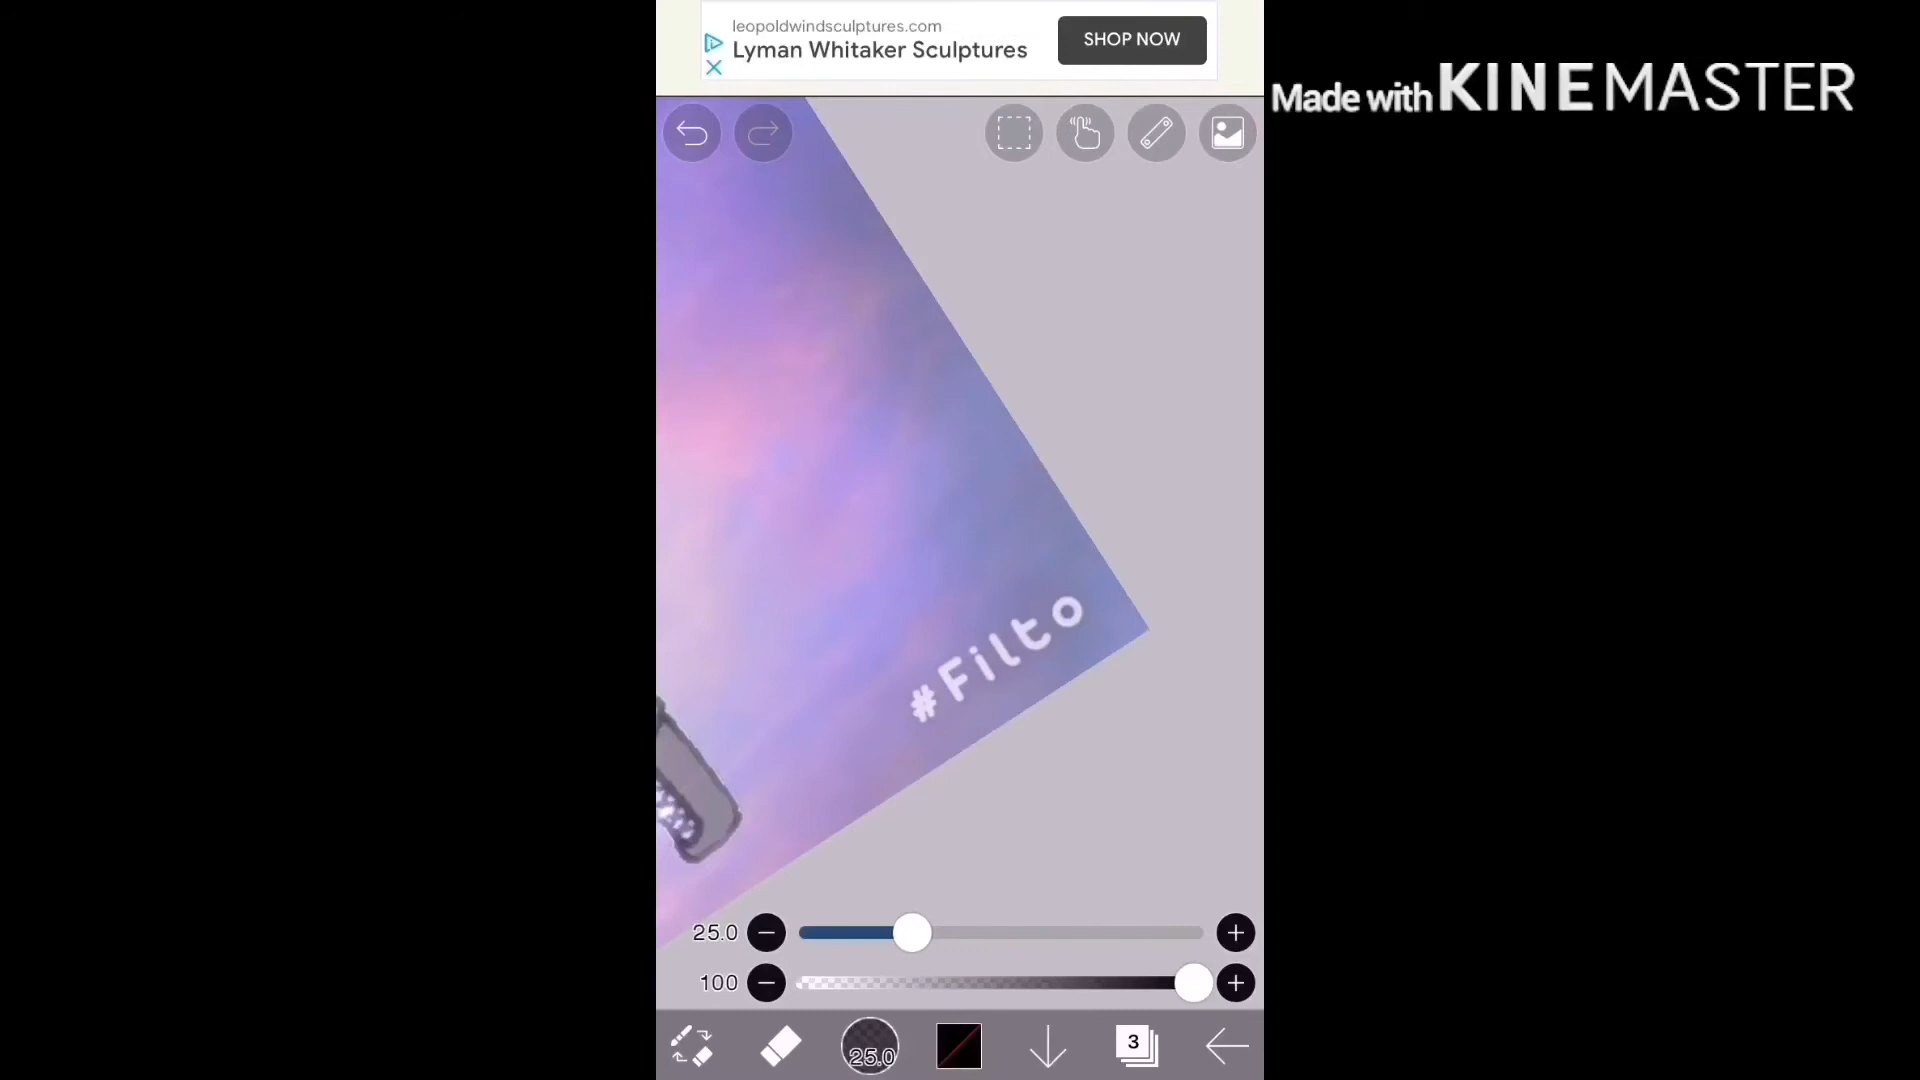 leopoldwindsculptures.com
Lyman Whitaker Sculptures
SHOP NOW
Made with KINEMASTER
#Filto
25.0
100
25.0
3